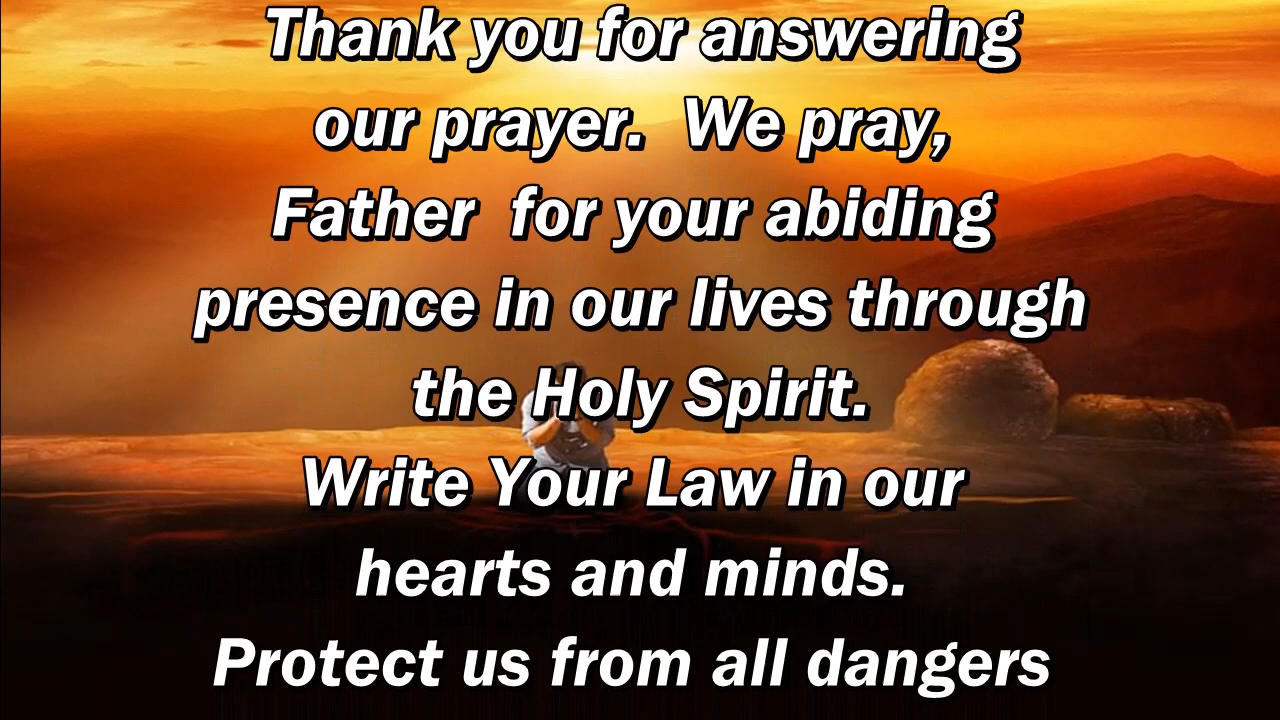 Thank you for answering
our prayer.  We pray,
Father  for your abiding
presence in our lives through
the Holy Spirit.
Write Your Law in our
hearts and minds.
Protect us from all dangers